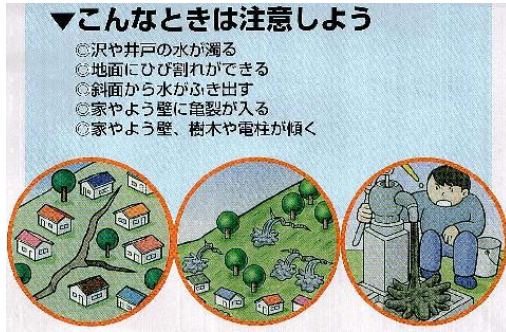 ▼こんなときは注意しよう
◎沢や井戸の水が濁る
◎地面にひび割れができる
◎斜面から水がふき出す
◎家やよう壁に亀裂が入る
◎家やよう壁、樹木や電柱が傾く